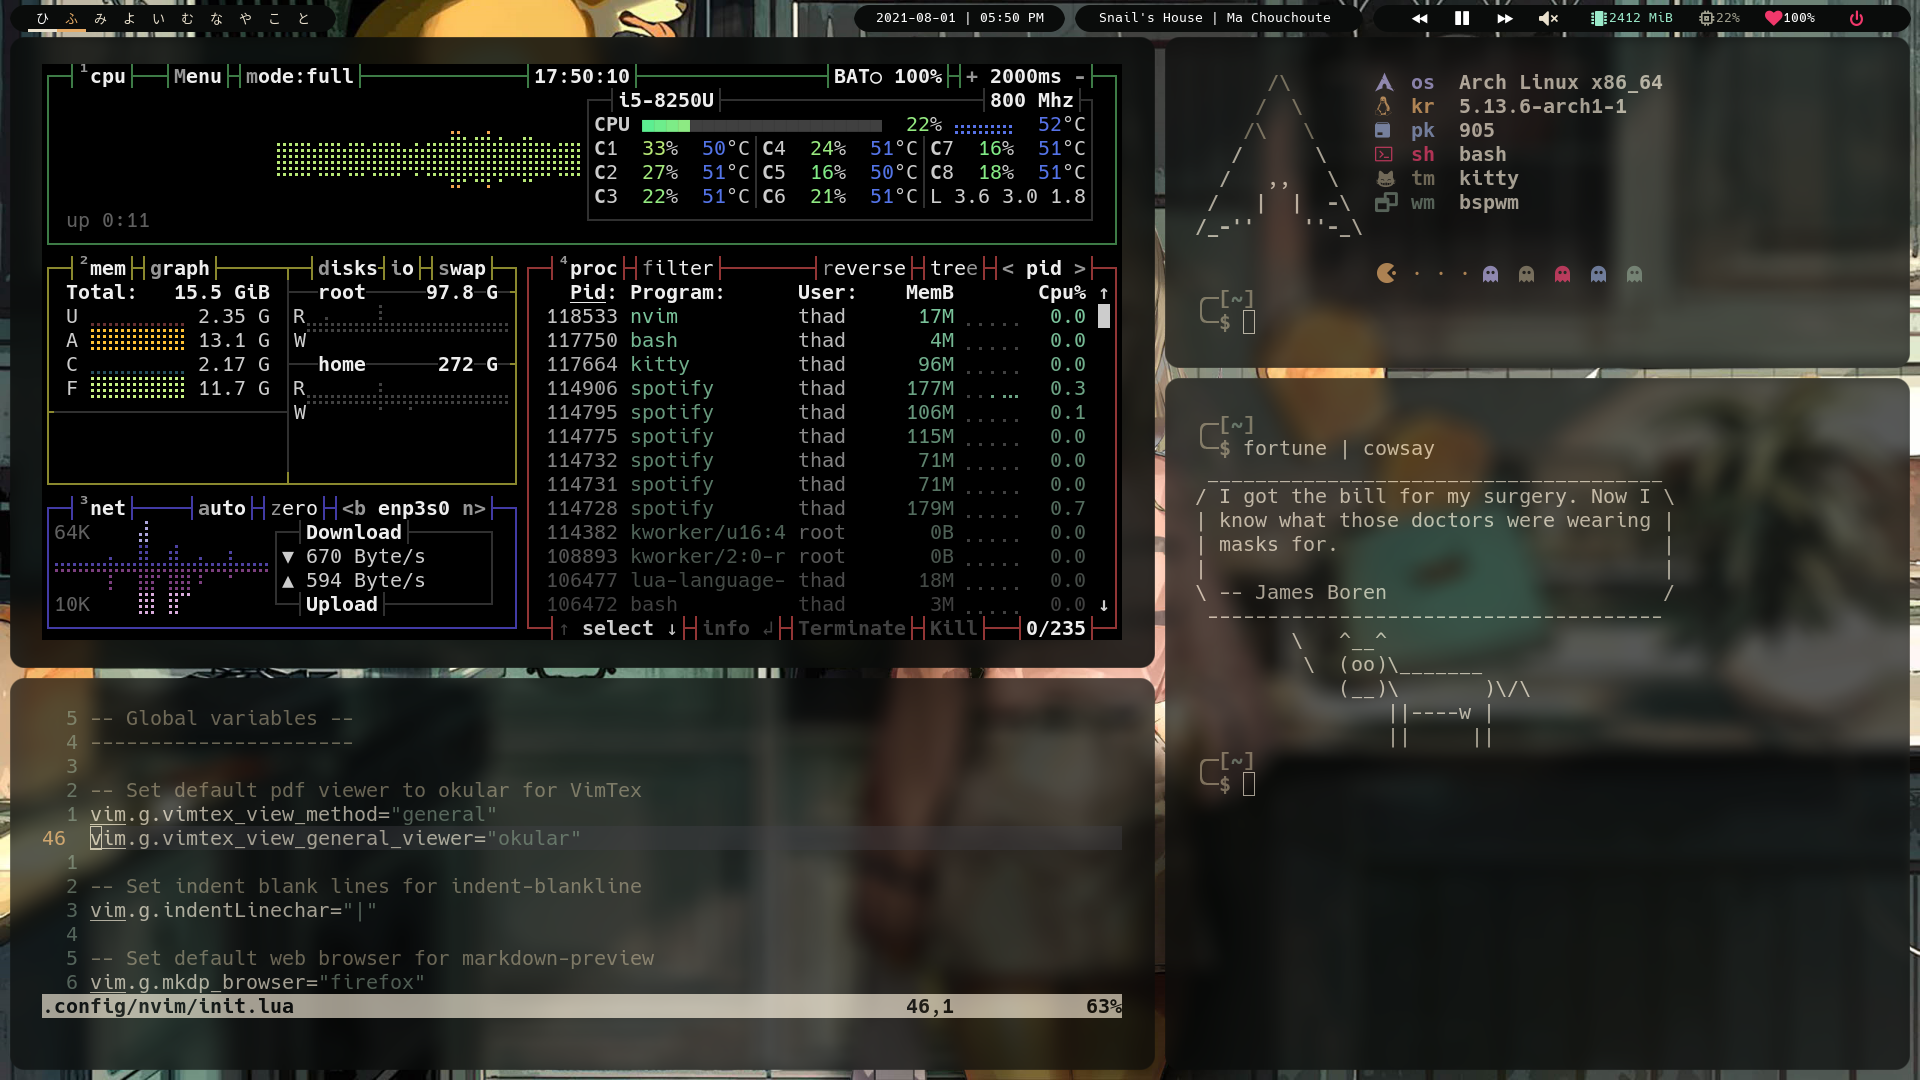 ひ ふ み よ い む な や こ と
2021-08-01 | 05:50 PM
Snail's House | Ma Chouchoute
2412 MiB 22% 100%
1cpu Menu mode:full 17:50:10 BAT○ 100% + 2000ms -
i5-8250U 800 Mhz
CPU 22% 52°C
C1 33% 50°C C4 24% 51°C C7 16% 51°C
C2 27% 51°C C5 16% 50°C C8 18% 51°C
C3 22% 51°C C6 21% 51°C L 3.6 3.0 1.8
up 0:11
2mem graph disks io swap
Total: 15.5 GiB root 97.8 G
U 2.35 G R
A 13.1 G W
C 2.17 G home 272 G
F 11.7 G R
W
3net auto zero <b enp3s0 n>
64K Download
▼ 670 Byte/s
▲ 594 Byte/s
10K Upload
4proc filter reverse tree < pid >
Pid: Program: User: MemB Cpu% ↑
118533 nvim thad 17M 0.0
117750 bash thad 4M 0.0
117664 kitty thad 96M 0.0
114906 spotify thad 177M 0.3
114795 spotify thad 106M 0.1
114775 spotify thad 115M 0.0
114732 spotify thad 71M 0.0
114731 spotify thad 71M 0.0
114728 spotify thad 179M 0.7
114382 kworker/u16:4 root 0B 0.0
108893 kworker/2:0-r root 0B 0.0
106477 lua-language- thad 18M 0.0
106472 bash thad 3M 0.0 ↓
↑ select ↓ info ↲ Terminate Kill 0/235
5 -- Global variables --
4 ----------------------
3
2 -- Set default pdf viewer to okular for VimTex
1 vim.g.vimtex_view_method="general"
46 vim.g.vimtex_view_general_viewer="okular"
1
2 -- Set indent blank lines for indent-blankline
3 vim.g.indentLinechar="|"
4
5 -- Set default web browser for markdown-preview
6 vim.g.mkdp_browser="firefox"
.config/nvim/init.lua 46,1 63%
os Arch Linux x86_64
kr 5.13.6-arch1-1
pk 905
sh bash
tm kitty
wm bspwm
[~]
$
[~]
$ fortune | cowsay
 ______________________________________
/ I got the bill for my surgery. Now I \
| know what those doctors were wearing |
| masks for.                           |
|                                      |
\ -- James Boren                       /
 --------------------------------------
        \   ^__^
         \  (oo)\_______
            (__)\       )\/\
                ||----w |
                ||     ||
[~]
$